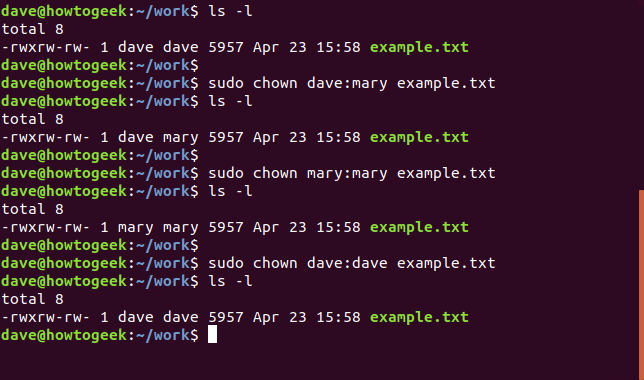 dave@howtogeek:~/work$ ls -l
total 8
-rwxrw-rw- 1 dave dave 5957 Apr 23 15:58 example.txt
dave@howtogeek:~/work$
dave@howtogeek:~/work$ sudo chown dave:mary example.txt
dave@howtogeek:~/work$ ls -l
total 8
-rwxrw-rw- 1 dave mary 5957 Apr 23 15:58 example.txt
dave@howtogeek:~/work$
dave@howtogeek:~/work$ sudo chown mary:mary example.txt
dave@howtogeek:~/work$ ls -l
total 8
-rwxrw-rw- 1 mary mary 5957 Apr 23 15:58 example.txt
dave@howtogeek:~/work$
dave@howtogeek:~/work$ sudo chown dave:dave example.txt
dave@howtogeek:~/work$ ls -l
total 8
-rwxrw-rw- 1 dave dave 5957 Apr 23 15:58 example.txt
dave@howtogeek:~/work$